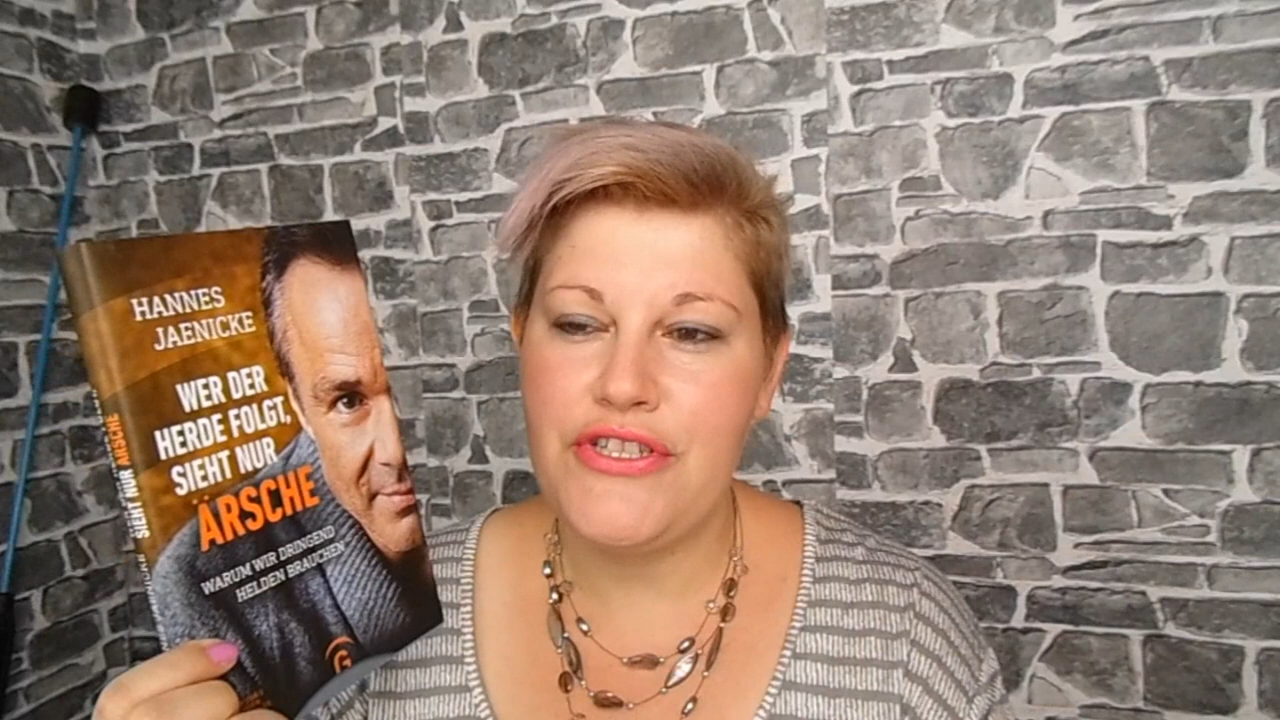 HANNES
JAENICKE
WER DER
HERDE FOLGT,
SIEHT NUR
ÄRSCHE
WARUM WIR DRINGEND
HELDEN BRAUCHEN
G
SIEHT NUR ÄRSCHE